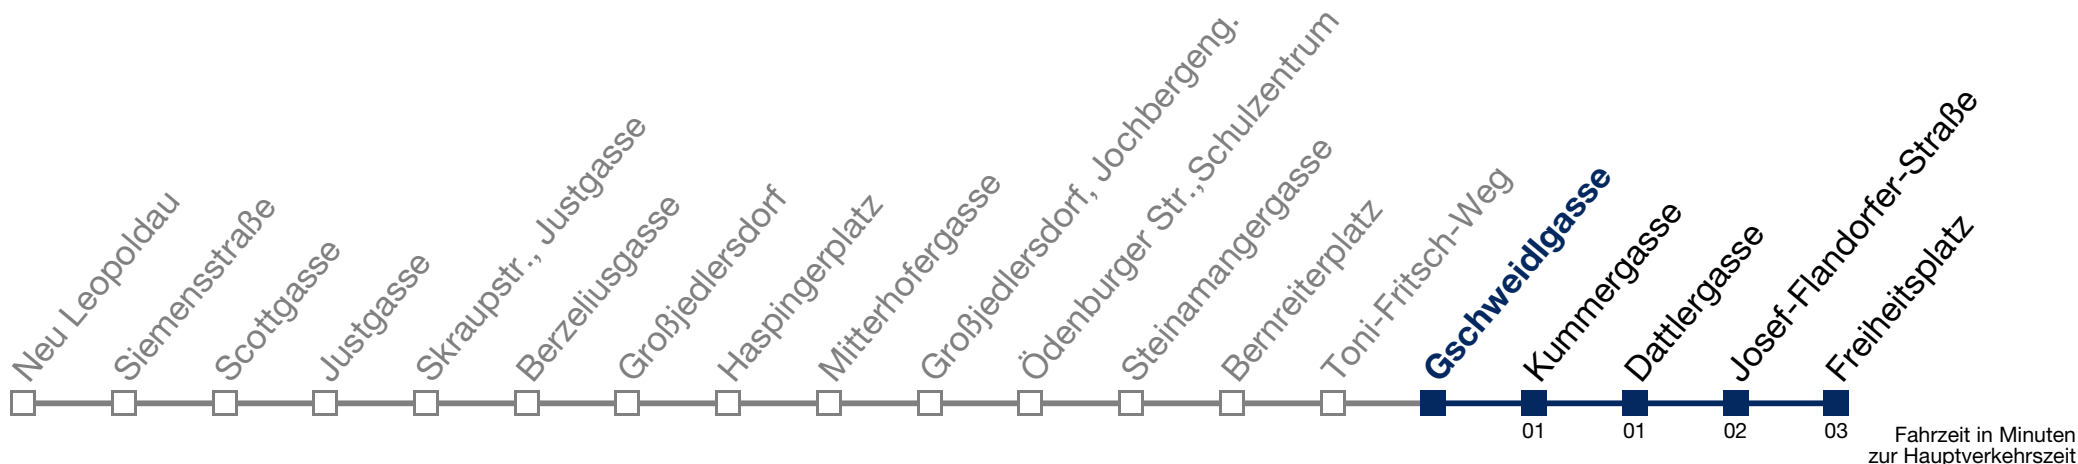 Neu Leopoldau
Siemensstraße
Scottgasse
Justgasse
Skraupstr., Justgasse
Berzeliusgasse
Großjedlersdorf
Haspingerplatz
Mitterhofergasse
Großjedlersdorf, Jochbergeng.
Ödenburger Str.,Schulzentrum
Steinamangergasse
Bernreiterplatz
Toni-Fritsch-Weg
Gschweidlgasse
Kummergasse
Dattlergasse
Josef-Flandorfer-Straße
Freiheitsplatz
01 01 02 03
Fahrzeit in Minuten
zur Hauptverkehrszeit